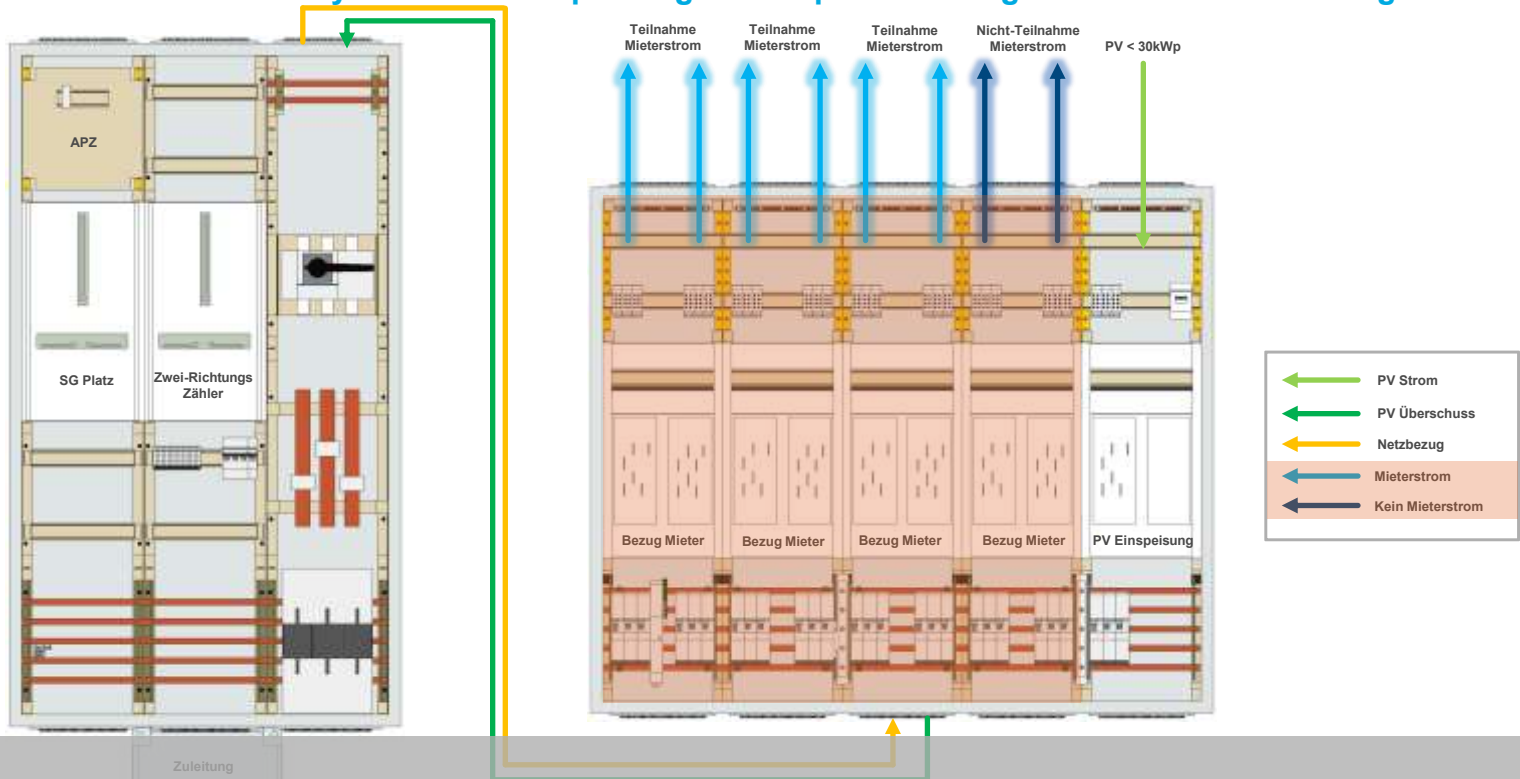 Teilnahme
Mieterstrom
Teilnahme
Mieterstrom
Teilnahme
Mieterstrom
Nicht-Teilnahme
Mieterstrom
PV < 30kWp
APZ
SG Platz
Zwei-Richtungs
Zähler
Bezug Mieter
Bezug Mieter
Bezug Mieter
Bezug Mieter
PV Einspeisung
PV Strom
PV Überschuss
Netzbezug
Mieterstrom
Kein Mieterstrom
Zuleitung